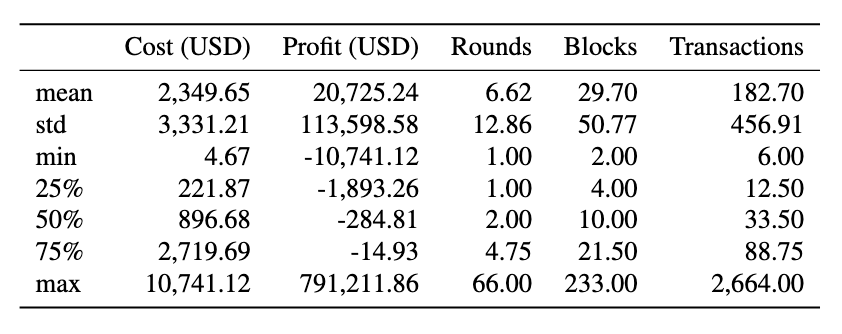 Cost (USD) Profit (USD) Rounds Blocks Transactions
mean 2,349.65 20,725.24 6.62 29.70 182.70
std 3,331.21 113,598.58 12.86 50.77 456.91
min 4.67 -10,741.12 1.00 2.00 6.00
25% 221.87 -1,893.26 1.00 4.00 12.50
50% 896.68 -284.81 2.00 10.00 33.50
75% 2,719.69 -14.93 4.75 21.50 88.75
max 10,741.12 791,211.86 66.00 233.00 2,664.00